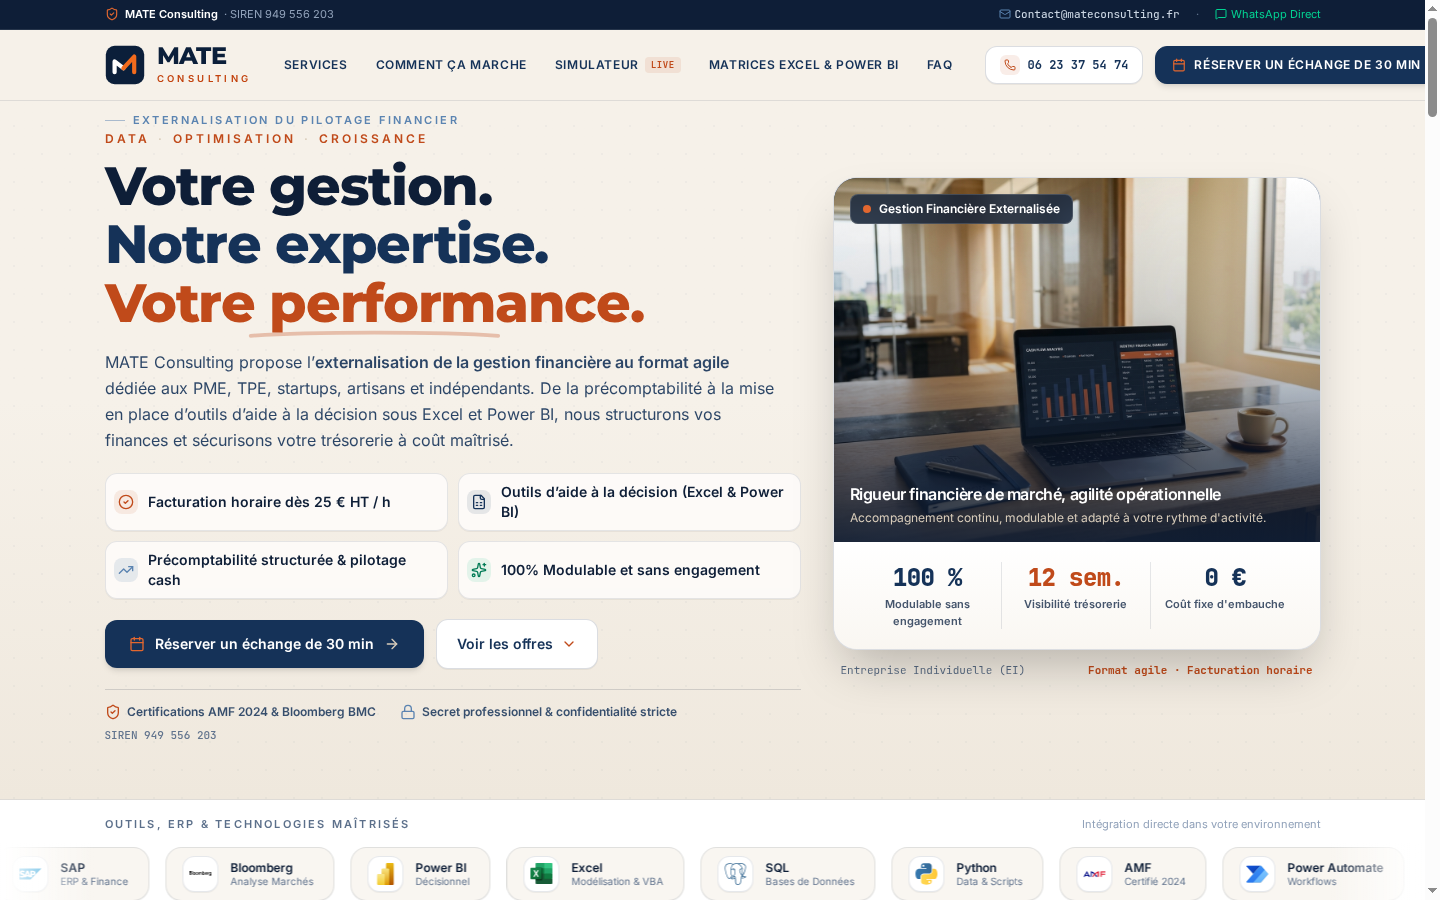 MATE Consulting · SIREN 949 556 203
Contact@mateconsulting.fr · WhatsApp Direct
MATE
CONSULTING
SERVICES
COMMENT ÇA MARCHE
SIMULATEUR LIVE
MATRICES EXCEL & POWER BI
FAQ
06 23 37 54 74
RÉSERVER UN ÉCHANGE DE 30 MIN
EXTERNALISATION DU PILOTAGE FINANCIER
DATA · OPTIMISATION · CROISSANCE
Votre gestion.
Notre expertise.
Votre performance.
MATE Consulting propose l’externalisation de la gestion financière au format agile
dédiée aux PME, TPE, startups, artisans et indépendants. De la précomptabilité à la mise
en place d’outils d’aide à la décision sous Excel et Power BI, nous structurons vos
finances et sécurisons votre trésorerie à coût maîtrisé.
Facturation horaire dès 25 € HT / h
Outils d’aide à la décision (Excel & Power
BI)
Précomptabilité structurée & pilotage
cash
100% Modulable et sans engagement
Réserver un échange de 30 min
Voir les offres
Certifications AMF 2024 & Bloomberg BMC
Secret professionnel & confidentialité stricte
SIREN 949 556 203
Gestion Financière Externalisée
CASH FLOW ANALYSIS
Rigueur financière de marché, agilité opérationnelle
Accompagnement continu, modulable et adapté à votre rythme d'activité.
100 %
Modulable sans
engagement
12 sem.
Visibilité trésorerie
0 €
Coût fixe d'embauche
Entreprise Individuelle (EI)
Format agile · Facturation horaire
OUTILS, ERP & TECHNOLOGIES MAÎTRISÉS
Intégration directe dans votre environnement
SAP
SAP
ERP & Finance
Bloomberg
Bloomberg
Analyse Marchés
Power BI
Décisionnel
Excel
Modélisation & VBA
SQL
Bases de Données
Python
Data & Scripts
AMF
AMF
Certifié 2024
Power Automate
Workflows